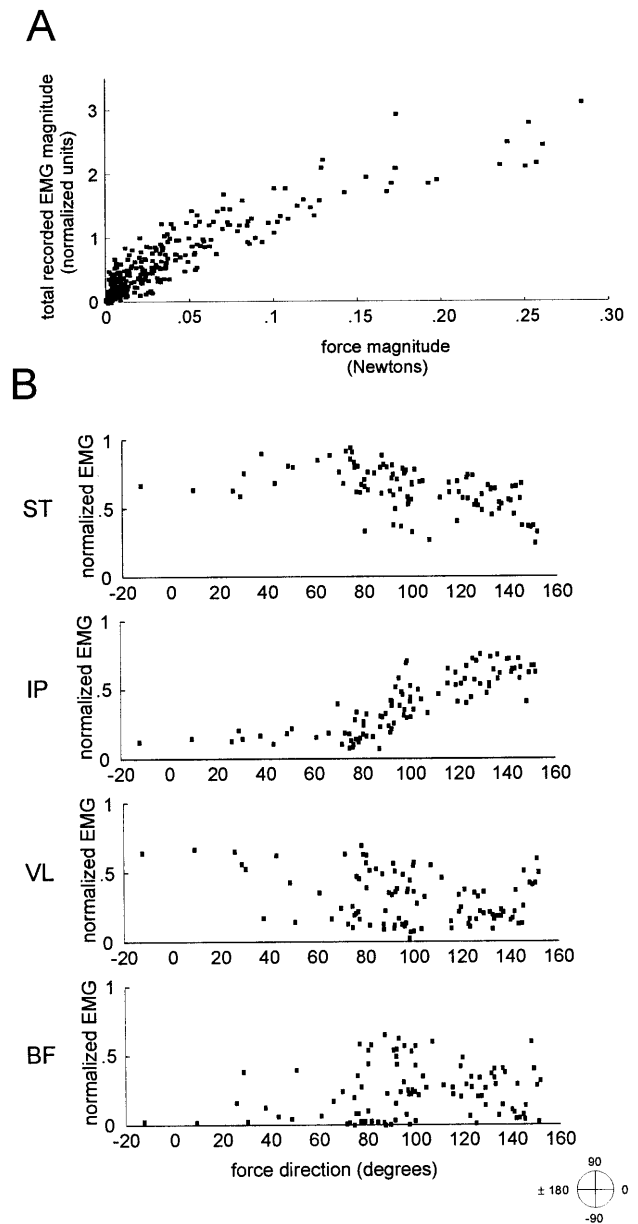 A
total recorded EMG magnitude
(normalized units)
3
2
1
0
0 .05 .1 .15 .20 .25 .30
force magnitude
(Newtons)
B
ST
normalized EMG
1
.5
0
-20 0 20 40 60 80 100 120 140 160
IP
normalized EMG
1
.5
0
-20 0 20 40 60 80 100 120 140 160
VL
normalized EMG
1
.5
0
-20 0 20 40 60 80 100 120 140 160
BF
normalized EMG
1
.5
0
-20 0 20 40 60 80 100 120 140 160
force direction (degrees)
90
± 180 0
-90